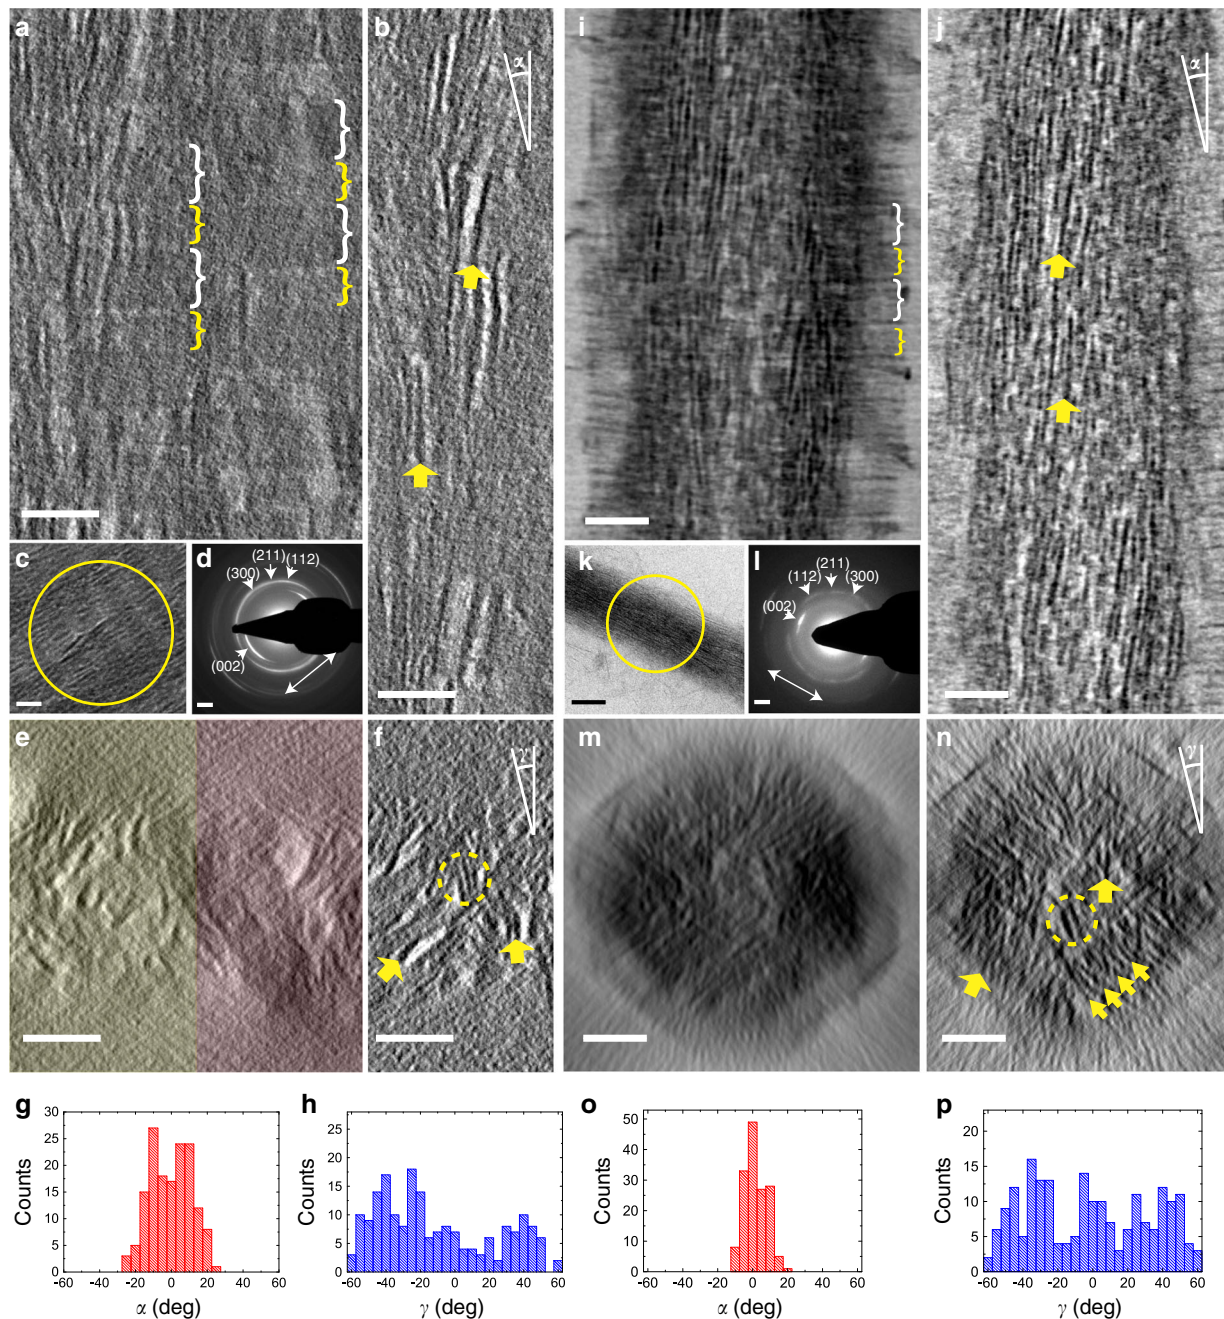 a
b
α
i
j
α
c
d
(211)
(112)
(300)
(002)
k
l
(211)
(112)
(300)
(002)
e
f
γ
m
n
γ
g
30
25
20
15
10
5
0
Counts
-60 -40 -20 0 20 40 60
α (deg)
h
25
20
15
10
5
0
Counts
-60 -40 -20 0 20 40 60
γ (deg)
o
50
40
30
20
10
0
Counts
-60 -40 -20 0 20 40 60
α (deg)
p
20
15
10
5
0
Counts
-60 -40 -20 0 20 40 60
γ (deg)